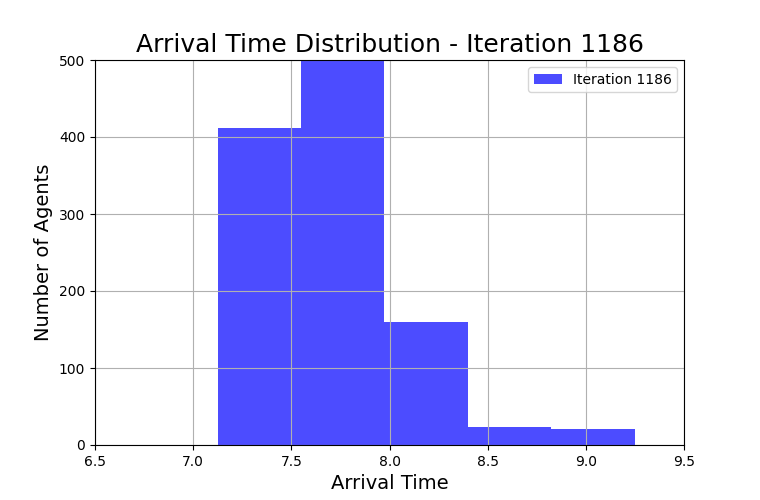 Arrival Time Distribution - Iteration 1186
Iteration 1186
Number of Agents
500
400
300
200
100
0
6.5 7.0 7.5 8.0 8.5 9.0 9.5
Arrival Time